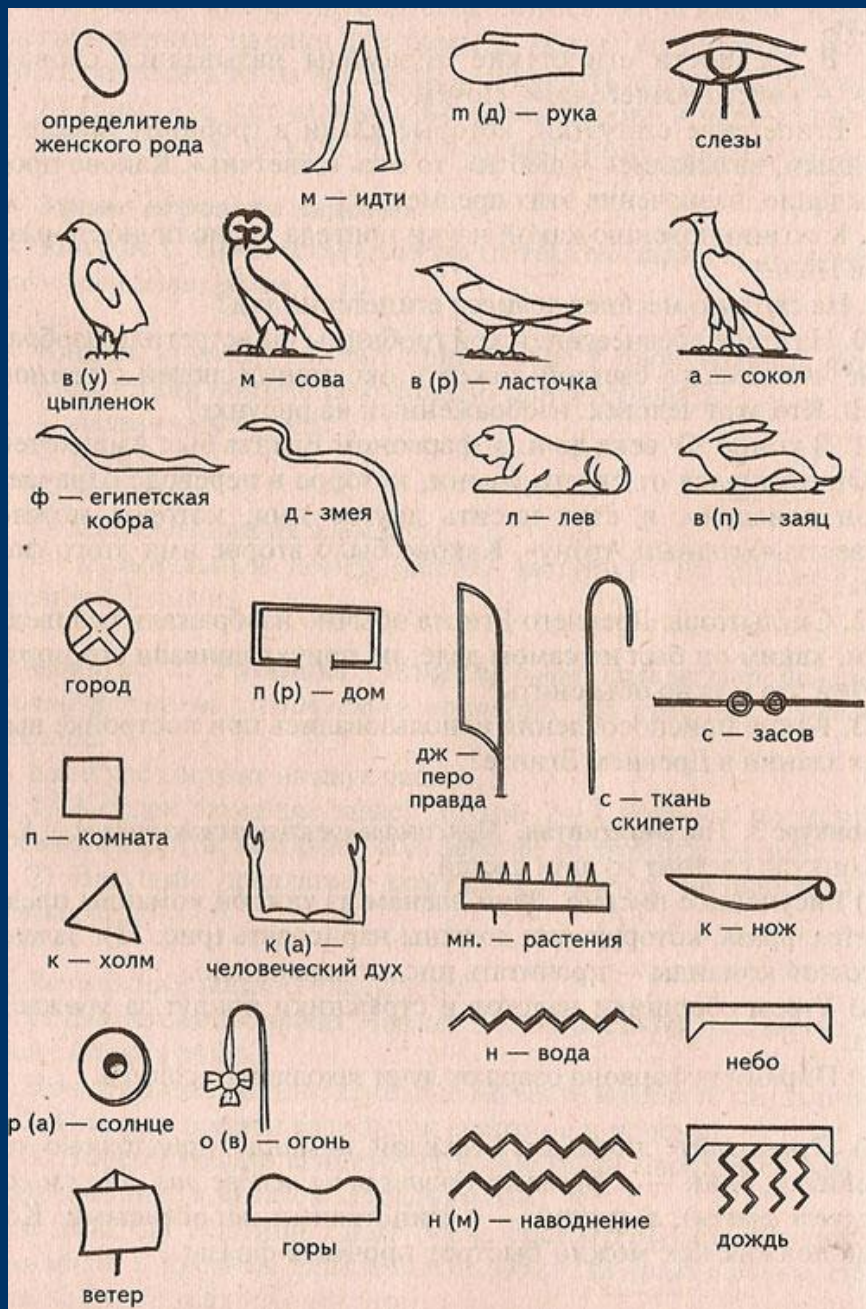 определитель
женского рода
м — идти
т (д) — рука
слезы
в (у) —
цыпленок
м — сова
в (р) — ласточка
а — сокол
ф — египетская
кобра
д - змея
л — лев
в (п) — заяц
город
п (р) — дом
дж —
перо
правда
с — ткань
скипетр
с — засов
п — комната
к — холм
к (а) —
человеческий дух
мн. — растения
к — нож
р (а) — солнце
о (в) — огонь
н — вода
небо
ветер
горы
н (м) — наводнение
дождь